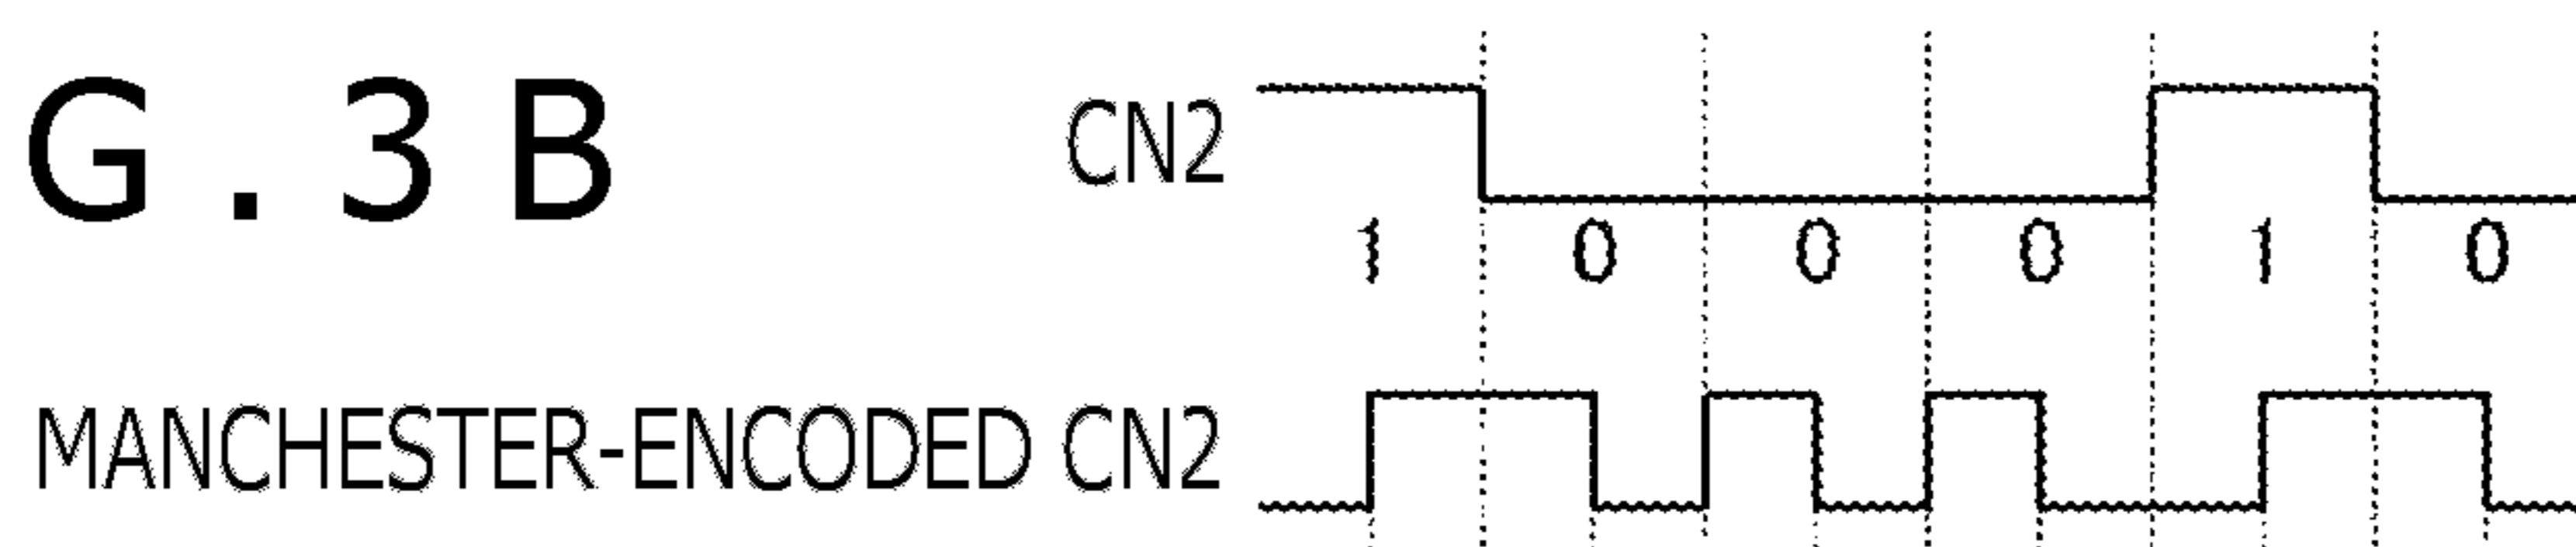 G.3B
CN2
1 0 0 0 1 0
MANCHESTER-ENCODED CN2